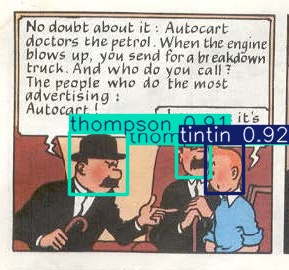 No doubt about it : Autocart
doctors the petrol. When the engine
blows up, you send for a breakdown
truck. And who do you call?
The people who do the most
advertising :
Autocart !
it's
thompson 0.91
thom
tintin 0.92